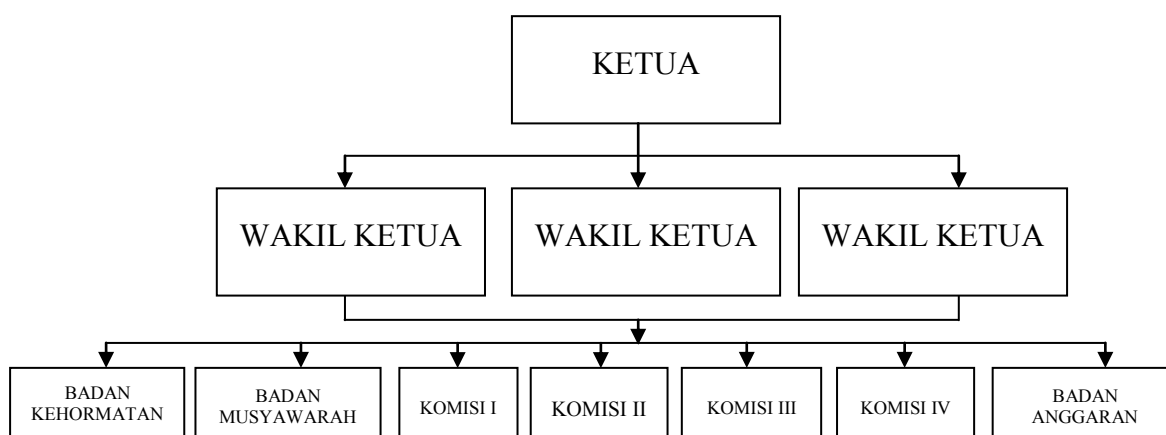 KETUA
WAKIL KETUA
WAKIL KETUA
WAKIL KETUA
BADAN
KEHORMATAN
BADAN
MUSYAWARAH
KOMISI I
KOMISI II
KOMISI III
KOMISI IV
BADAN
ANGGARAN